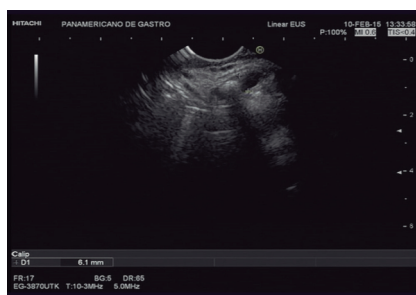 HITACHI PANAMERICANO DE GASTRO Linear EUS 10-FEB-15 13:33:58
P:100% MI 0.6 TIS<0.4
H
Calip
D1 6.1 mm
FR:17 BG:5 DR:65
EG-3870UTK T:10-3MHz 5.0MHz